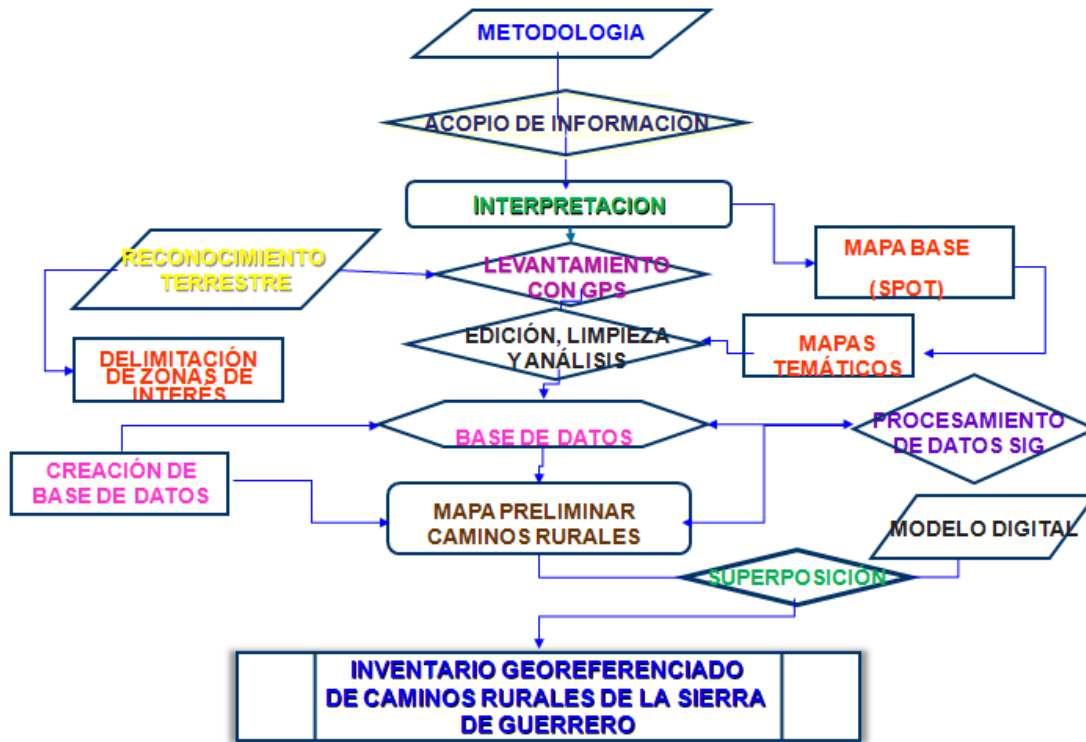 METODOLOGIA
ACOPIO DE INFORMACION
INTERPRETACION
RECONOCIMIENTO
TERRESTRE
LEVANTAMIENTO
CON GPS
MAPA BASE
(SPOT)
DELIMITACIÓN
DE ZONAS DE
INTERÉS
EDICIÓN, LIMPIEZA
Y ANÁLISIS
MAPAS
TEMÁTICOS
BASE DE DATOS
PROCESAMIENTO
DE DATOS SIG
CREACIÓN DE
BASE DE DATOS
MAPA PRELIMINAR
CAMINOS RURALES
MODELO DIGITAL
SUPERPOSICIÓN
INVENTARIO GEOREFERENCIADO
DE CAMINOS RURALES DE LA SIERRA
DE GUERRERO